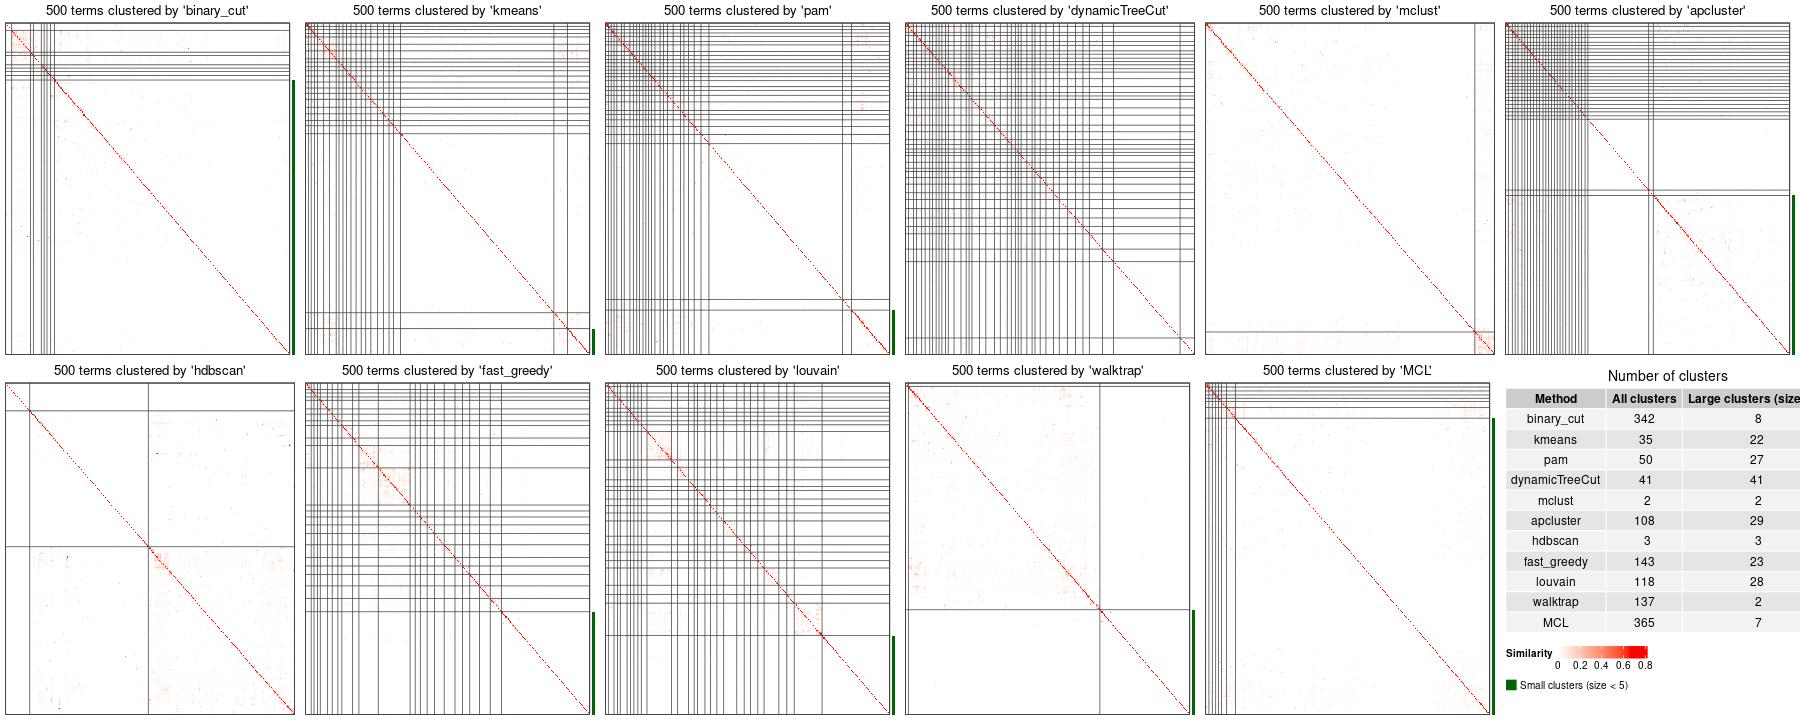 500 terms clustered by 'binary_cut'
500 terms clustered by 'kmeans'
500 terms clustered by 'pam'
500 terms clustered by 'dynamicTreeCut'
500 terms clustered by 'mclust'
500 terms clustered by 'apcluster'
500 terms clustered by 'hdbscan'
500 terms clustered by 'fast_greedy'
500 terms clustered by 'louvain'
500 terms clustered by 'walktrap'
500 terms clustered by 'MCL'
Number of clusters
Method All clusters Large clusters (size
binary_cut 342 8
kmeans 35 22
pam 50 27
dynamicTreeCut 41 41
mclust 2 2
apcluster 108 29
hdbscan 3 3
fast_greedy 143 23
louvain 118 28
walktrap 137 2
MCL 365 7
Similarity
0 0.2 0.4 0.6 0.8
Small clusters (size < 5)